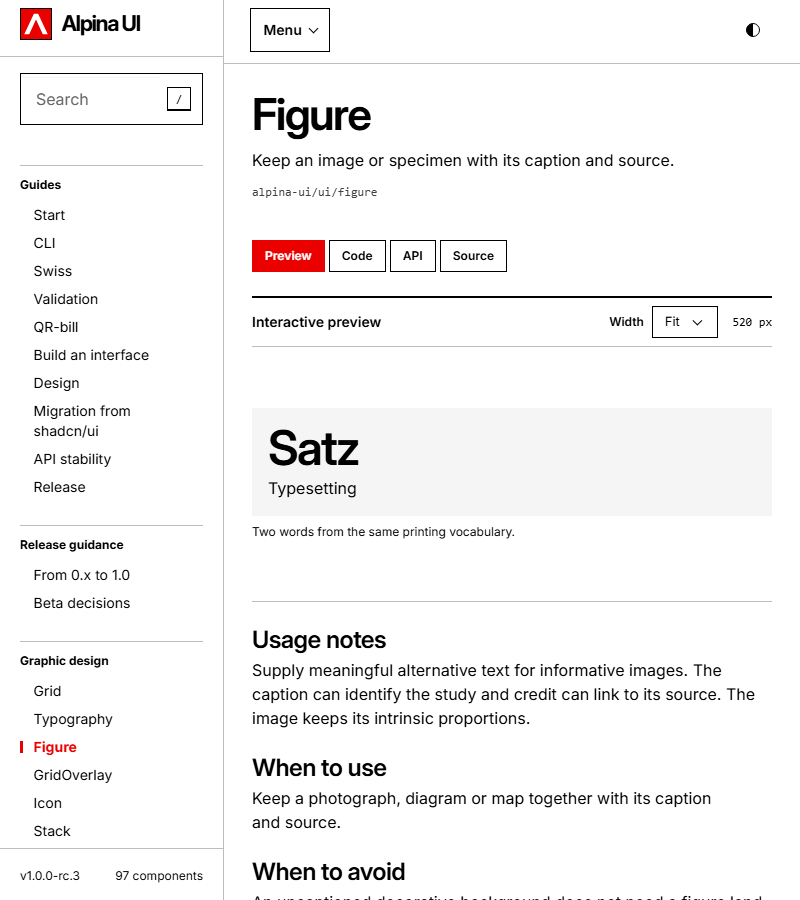 Alpina UI
Search
/
Guides
Start
CLI
Swiss
Validation
QR-bill
Build an interface
Design
Migration from
shadcn/ui
API stability
Release
Release guidance
From 0.x to 1.0
Beta decisions
Graphic design
Grid
Typography
Figure
GridOverlay
Icon
Stack
v1.0.0-rc.3 97 components
Menu
Figure
Keep an image or specimen with its caption and source.
alpina-ui/ui/figure
Preview Code API Source
Interactive preview Width Fit 520 px
Satz
Typesetting
Two words from the same printing vocabulary.
Usage notes
Supply meaningful alternative text for informative images. The
caption can identify the study and credit can link to its source. The
image keeps its intrinsic proportions.
When to use
Keep a photograph, diagram or map together with its caption
and source.
When to avoid